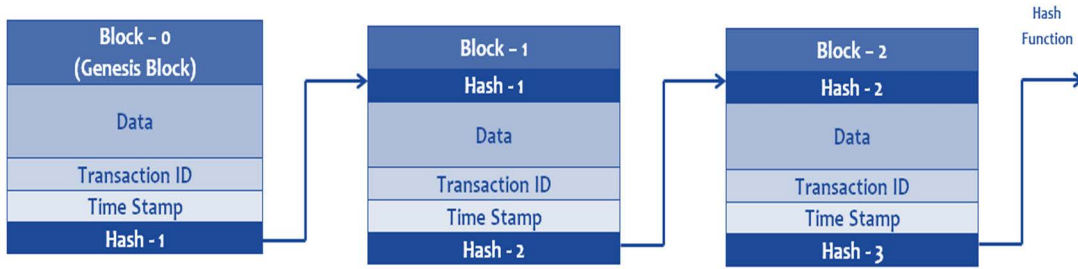 Block – 0
(Genesis Block)
Data
Transaction ID
Time Stamp
Hash - 1
Block – 1
Hash - 1
Data
Transaction ID
Time Stamp
Hash - 2
Block – 2
Hash - 2
Data
Transaction ID
Time Stamp
Hash - 3
Hash
Function